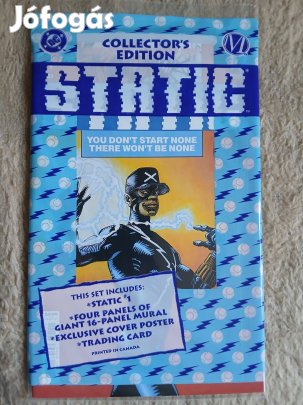 Jófogás
DC
M
COLLECTOR'S
EDITION
STATIC
YOU DON'T START NONE
THERE WON'T BE NONE
X
THIS SET INCLUDES:
*STATIC #1
*FOUR PANELS OF
GIANT 16-PANEL MURAL
*EXCLUSIVE COVER POSTER
*TRADING CARD
PRINTED IN CANADA